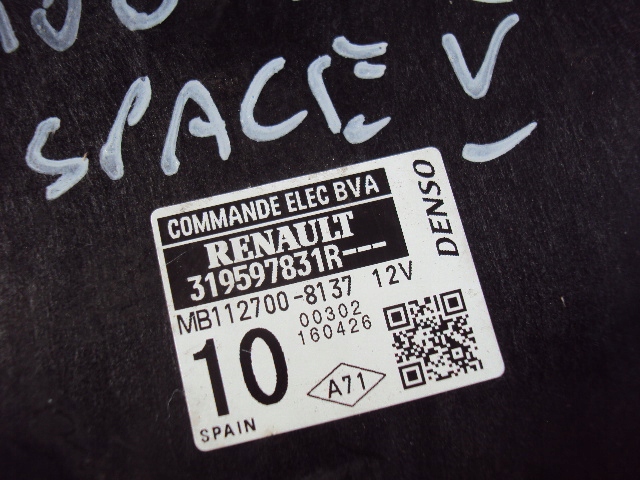 SPACE V
COMMANDE ELEC BVA
RENAULT
319597831R---
DENSO
MB112700-8137 12V
00302
160426
10
A71
SPAIN